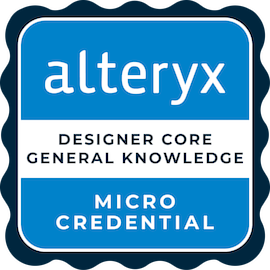 alteryx
DESIGNER CORE
GENERAL KNOWLEDGE
MICRO
CREDENTIAL